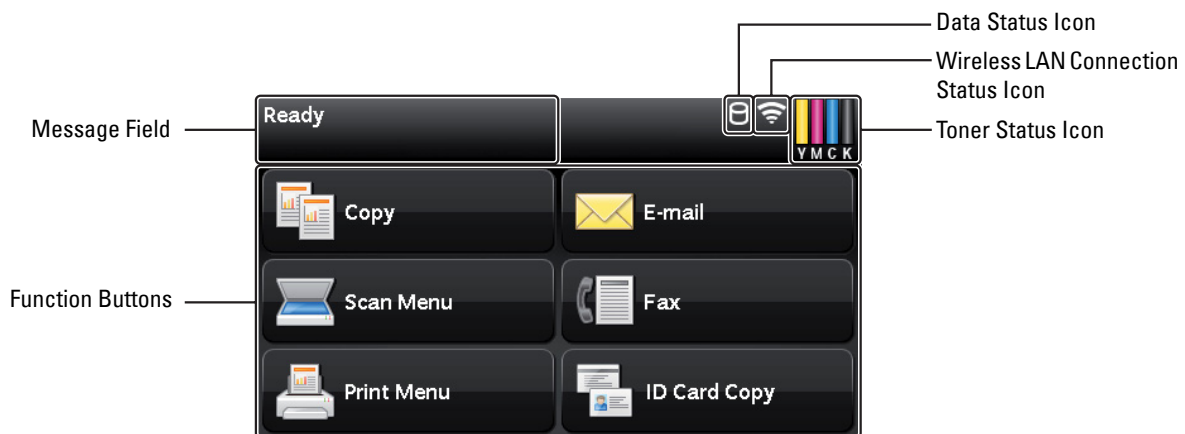 Data Status Icon
Wireless LAN Connection
Status Icon
Message Field
Ready
Toner Status Icon
Y M C K
Copy
E-mail
Function Buttons
Scan Menu
Fax
Print Menu
ID Card Copy